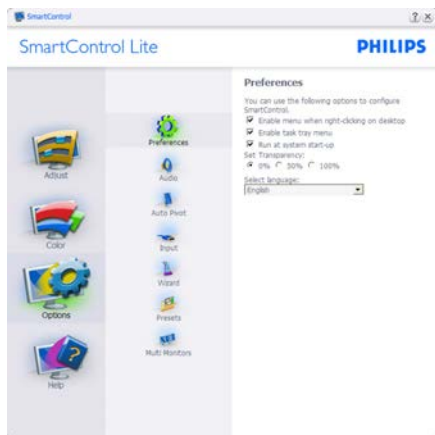 SmartControl
SmartControl Lite
PHILIPS
Adjust
Color
Options
Help
Preferences
Audio
Auto Pivot
Input
Wizard
Presets
Multi Monitors
Preferences
You can use the following options to configure
SmartControl.
Enable menu when right-clicking on desktop
Enable task tray menu
Run at system start-up
Set Transparency:
0% 50% 100%
Select language:
English